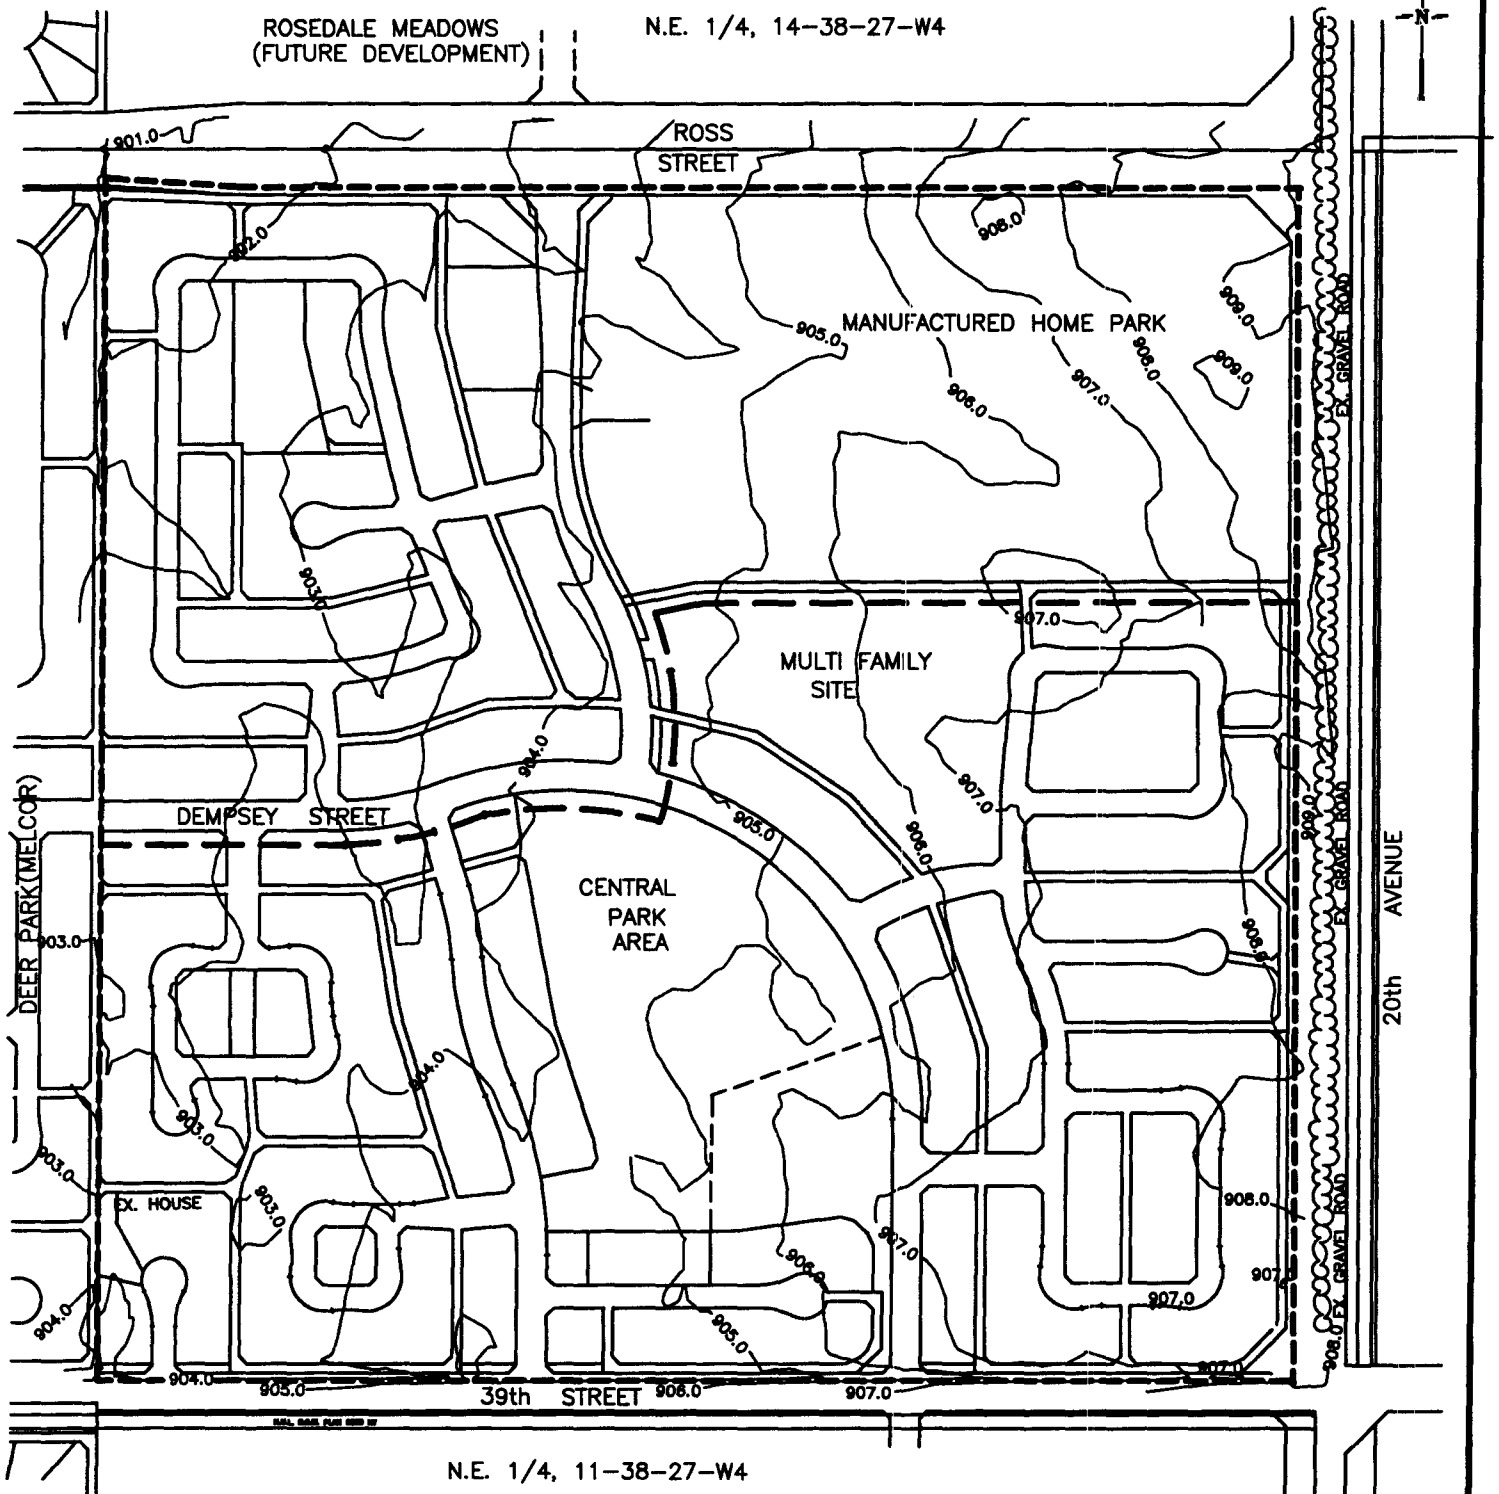 ROSEDALE MEADOWS
(FUTURE DEVELOPMENT)
N.E. 1/4, 14-38-27-W4
N
901.0
ROSS
STREET
902.0
908.0
909.0
MANUFACTURED HOME PARK
905.0
EX. GRAVEL ROAD
908.0
909.0
907.0
906.0
903.0
907.0
MULTI FAMILY
SITE
904.0
907.0
905.0
906.0
909.0
EX. GRAVEL ROAD
DEMPSEY STREET
DEER PARK(MELCOR)
20th AVENUE
CENTRAL
PARK
AREA
903.0
908.0
904.0
903.0
903.0
EX. HOUSE
903.0
908.0
EX. GRAVEL ROAD
907.0
906.0
907.0
907.0
904.0
905.0
908.0
904.0
905.0
39th STREET
906.0
907.0
907.0
N.E. 1/4, 11-38-27-W4